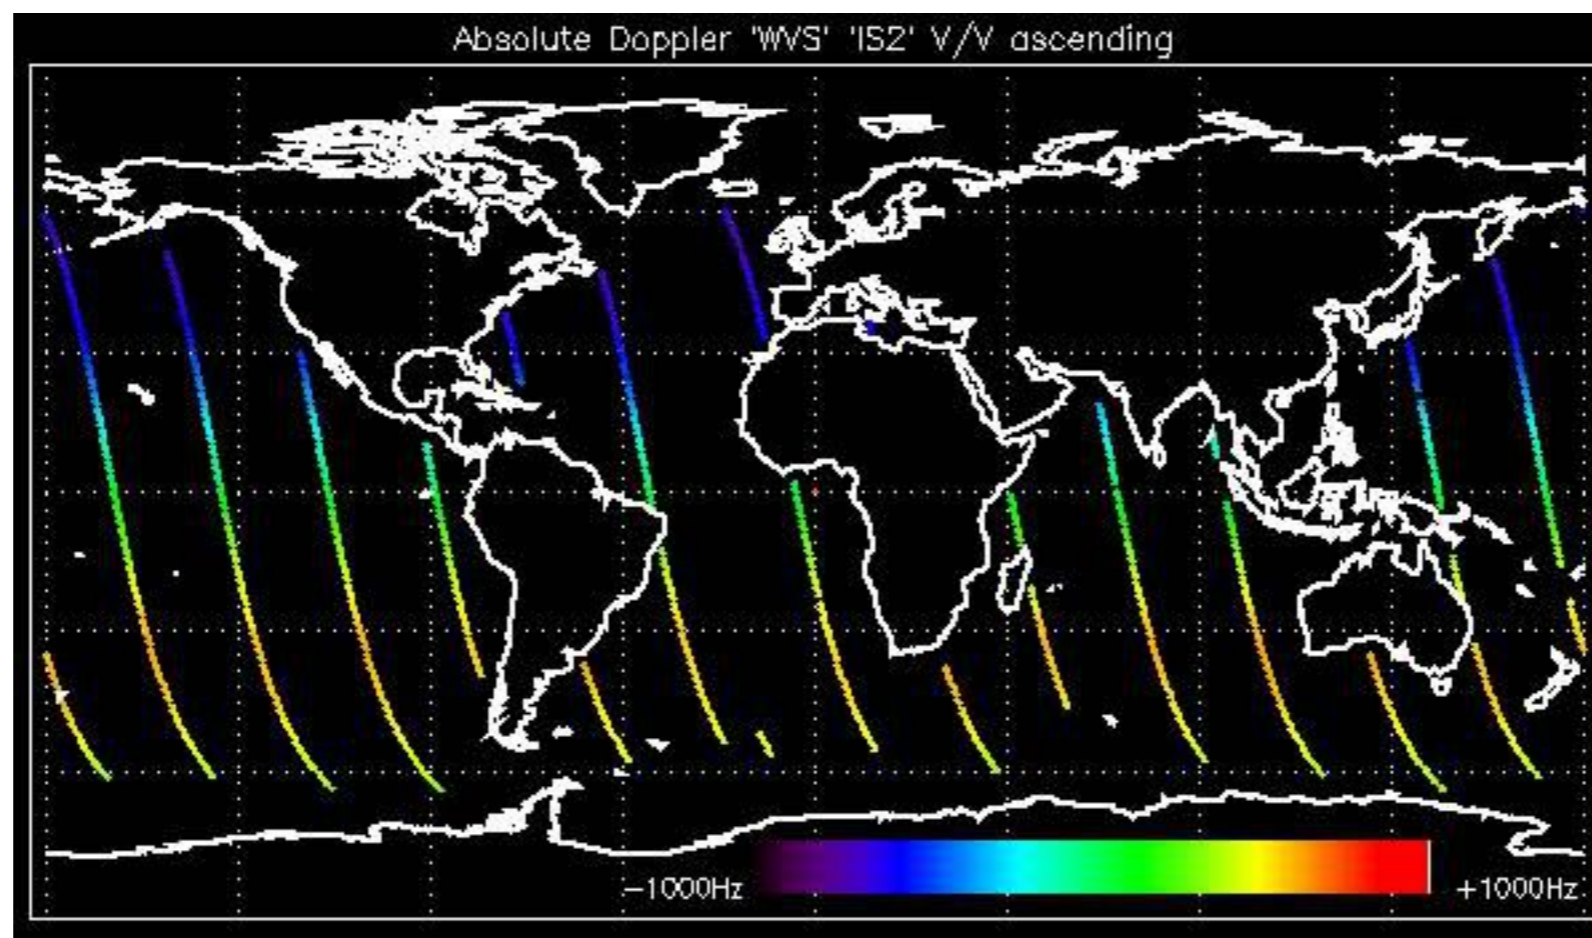 Absolute Doppler 'WVS' 'IS2' V/V ascending
−1000Hz +1000Hz